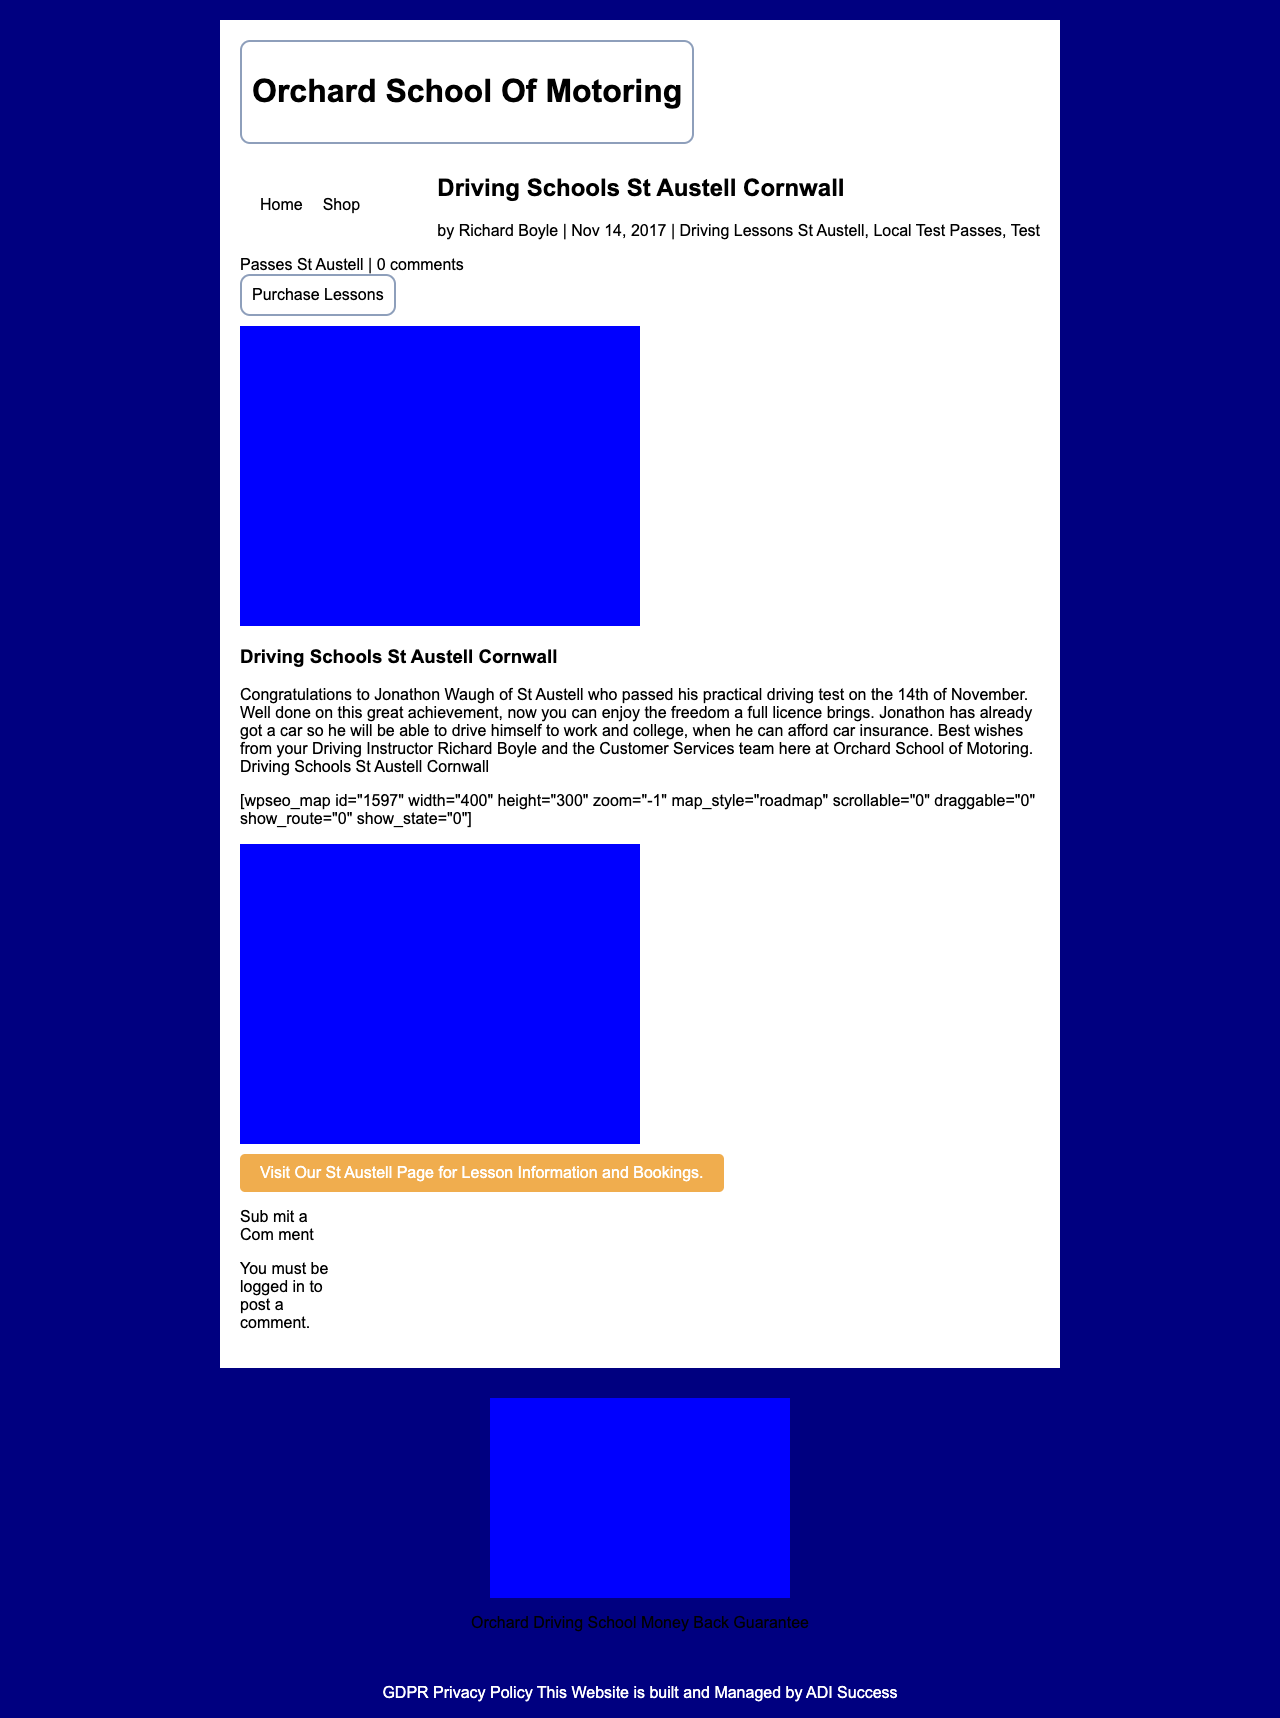 Orchard School Of Motoring
Home Shop
Driving Schools St Austell Cornwall
by Richard Boyle | Nov 14, 2017 | Driving Lessons St Austell, Local Test Passes, Test
Passes St Austell | 0 comments
Purchase Lessons
Driving Schools St Austell Cornwall
Congratulations to Jonathon Waugh of St Austell who passed his practical driving test on the 14th of November.
Well done on this great achievement, now you can enjoy the freedom a full licence brings. Jonathon has already
got a car so he will be able to drive himself to work and college, when he can afford car insurance. Best wishes
from your Driving Instructor Richard Boyle and the Customer Services team here at Orchard School of Motoring.
Driving Schools St Austell Cornwall
[wpseo_map id="1597" width="400" height="300" zoom="-1" map_style="roadmap" scrollable="0" draggable="0"
show_route="0" show_state="0"]
Visit Our St Austell Page for Lesson Information and Bookings.
Sub mit a
Com ment
You must be
logged in to
post a
comment.
Orchard Driving School Money Back Guarantee
GDPR Privacy Policy This Website is built and Managed by ADI Success